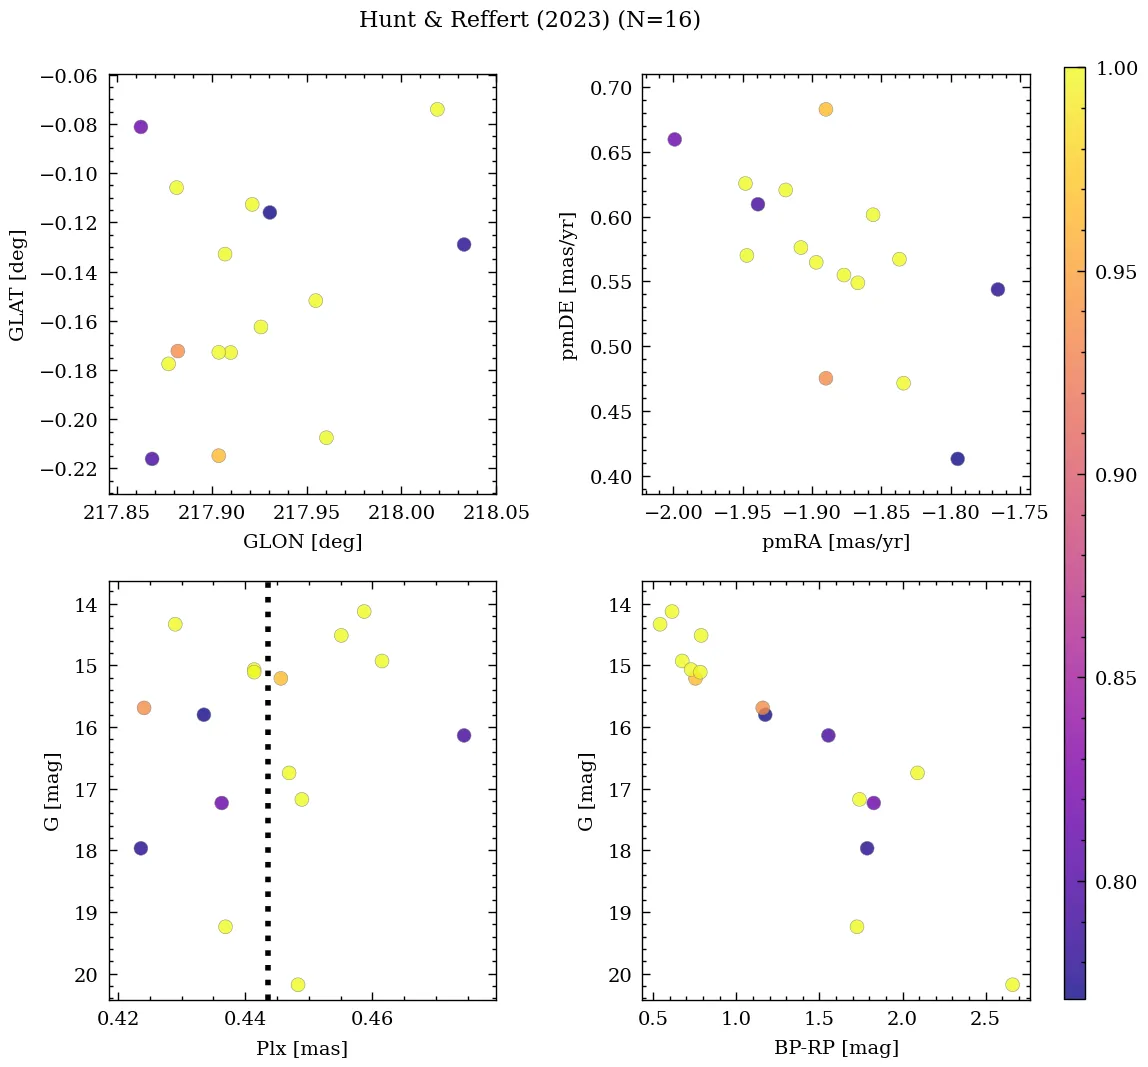 Hunt & Reffert (2023) (N=16)
GLAT [deg]
−0.06
−0.08
−0.10
−0.12
−0.14
−0.16
−0.18
−0.20
−0.22
217.85 217.90 217.95 218.00 218.05
GLON [deg]
pmDE [mas/yr]
0.70
0.65
0.60
0.55
0.50
0.45
0.40
−2.00 −1.95 −1.90 −1.85 −1.80 −1.75
pmRA [mas/yr]
G [mag]
14
15
16
17
18
19
20
0.42 0.44 0.46
Plx [mas]
G [mag]
14
15
16
17
18
19
20
0.5 1.0 1.5 2.0 2.5
BP-RP [mag]
1.00
0.95
0.90
0.85
0.80